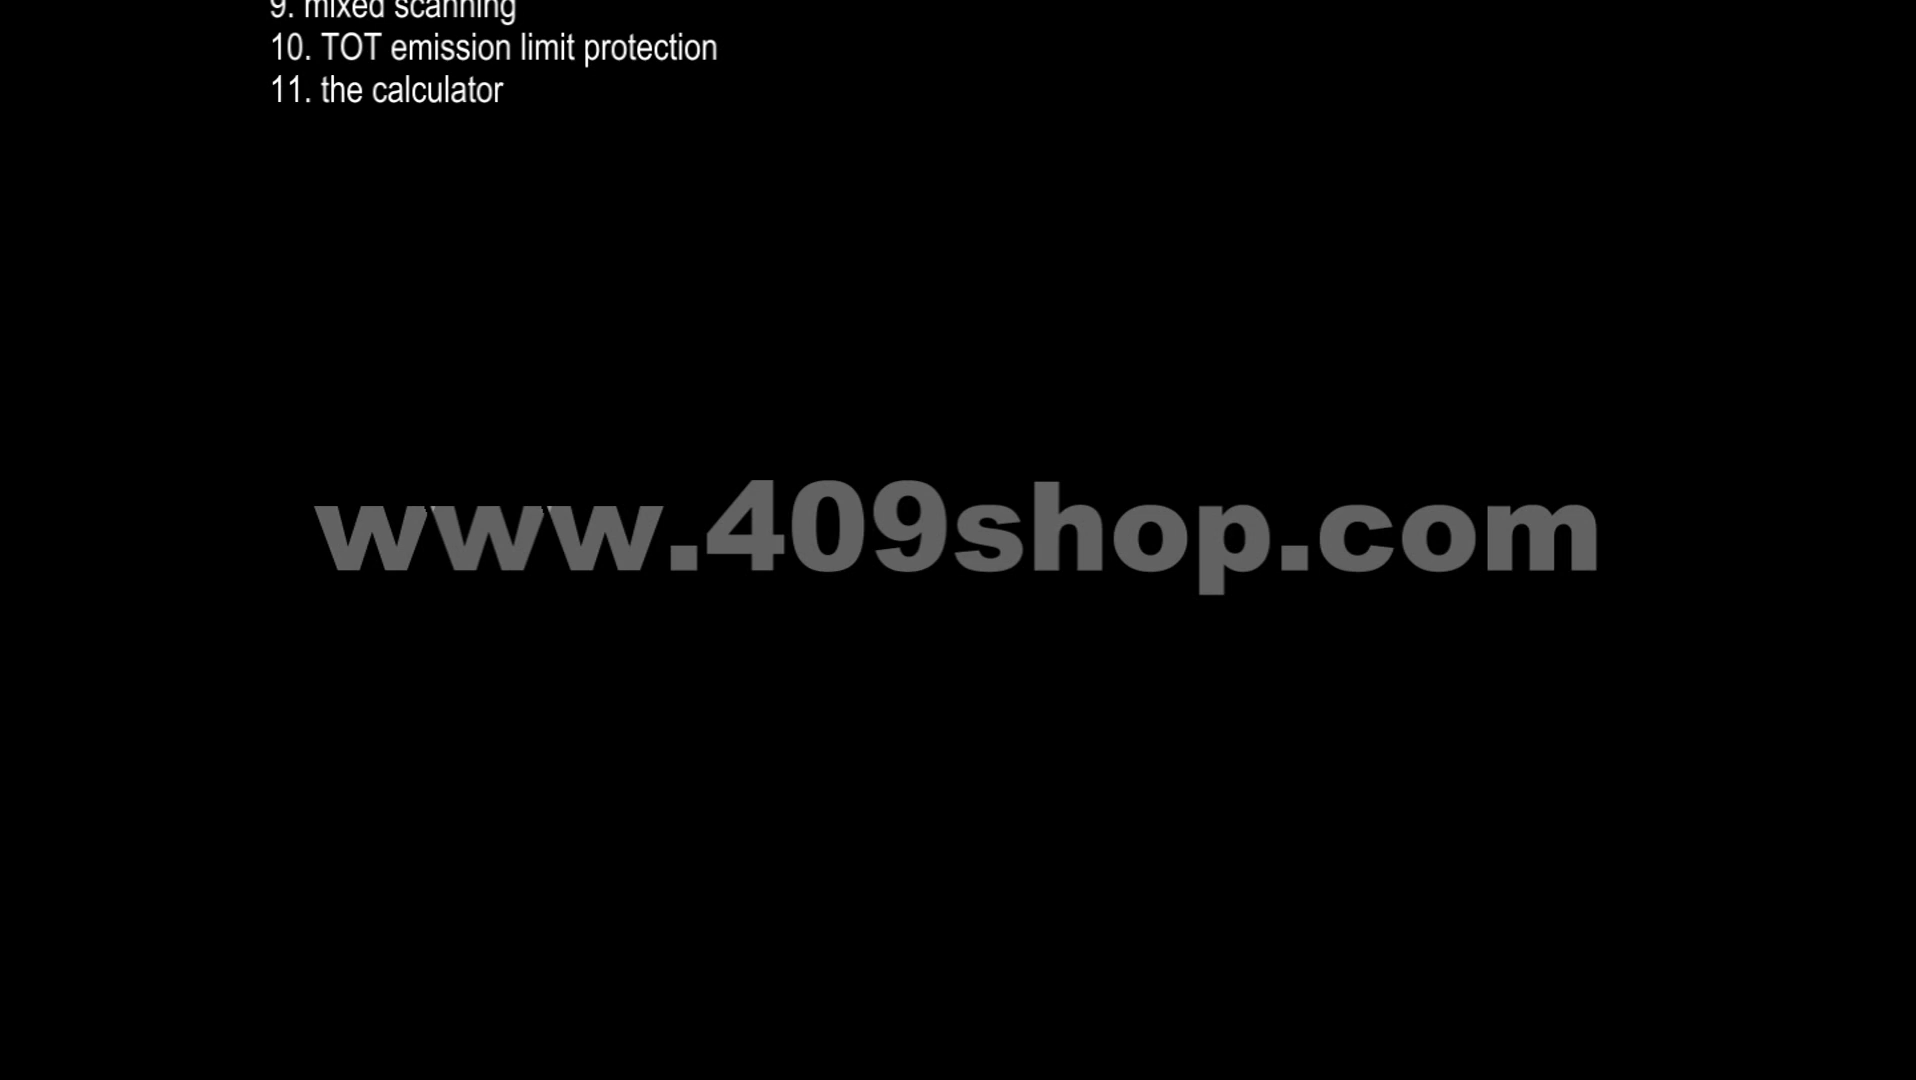 9. mixed scanning
10. TOT emission limit protection
11. the calculator
www.409shop.com